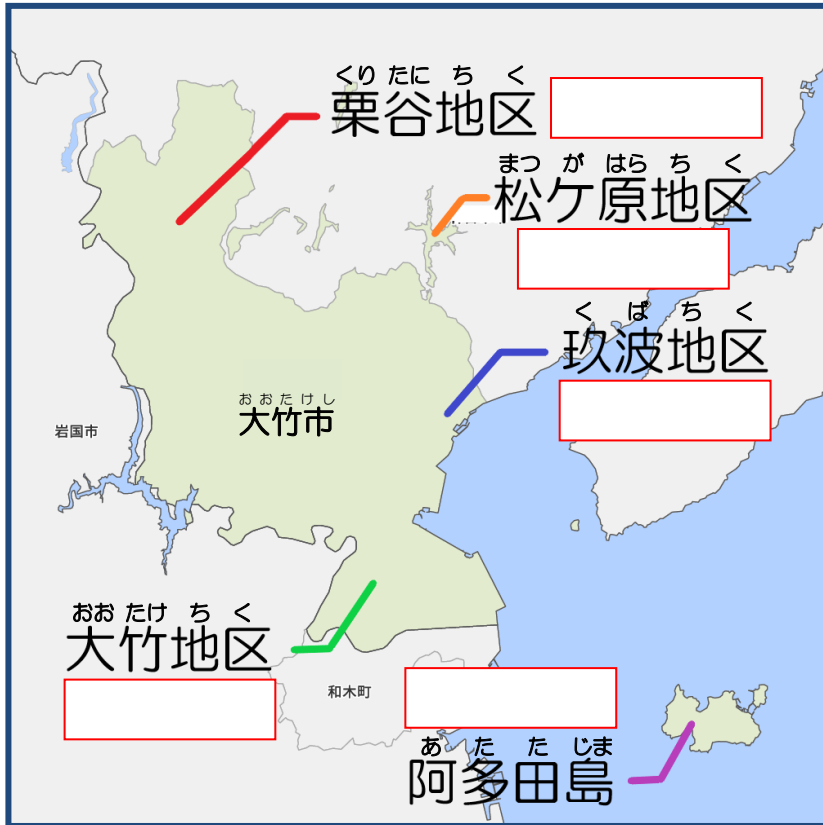 くり たに ち く
栗谷地区
まつ が はら ち く
松ケ原地区
く ば ち く
玖波地区
おおたけし
大竹市
岩国市
おお たけ ち く
大竹地区
和木町
あ た た じま
阿多田島